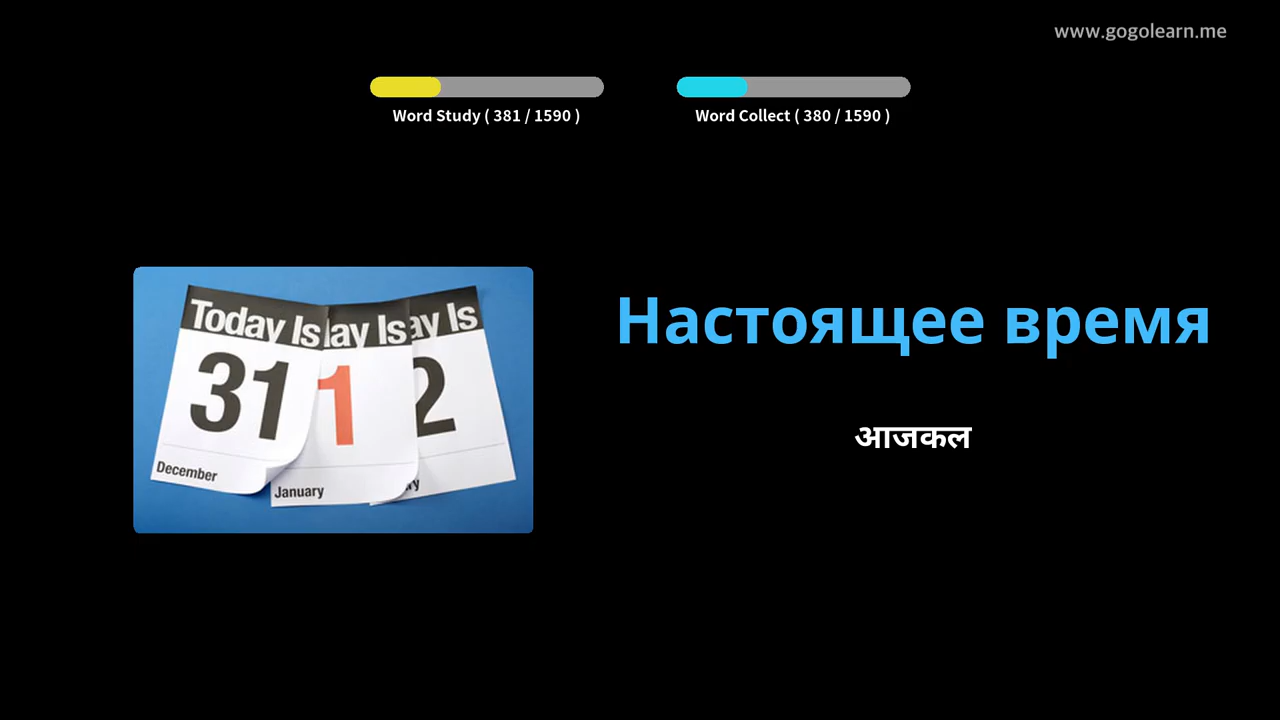 www.gogolearn.me
Word Study ( 381 / 1590 )
Word Collect ( 380 / 1590 )
Today Is
ay Is
ay Is
31
1
2
December
January
ry
Настоящее время
आजकल